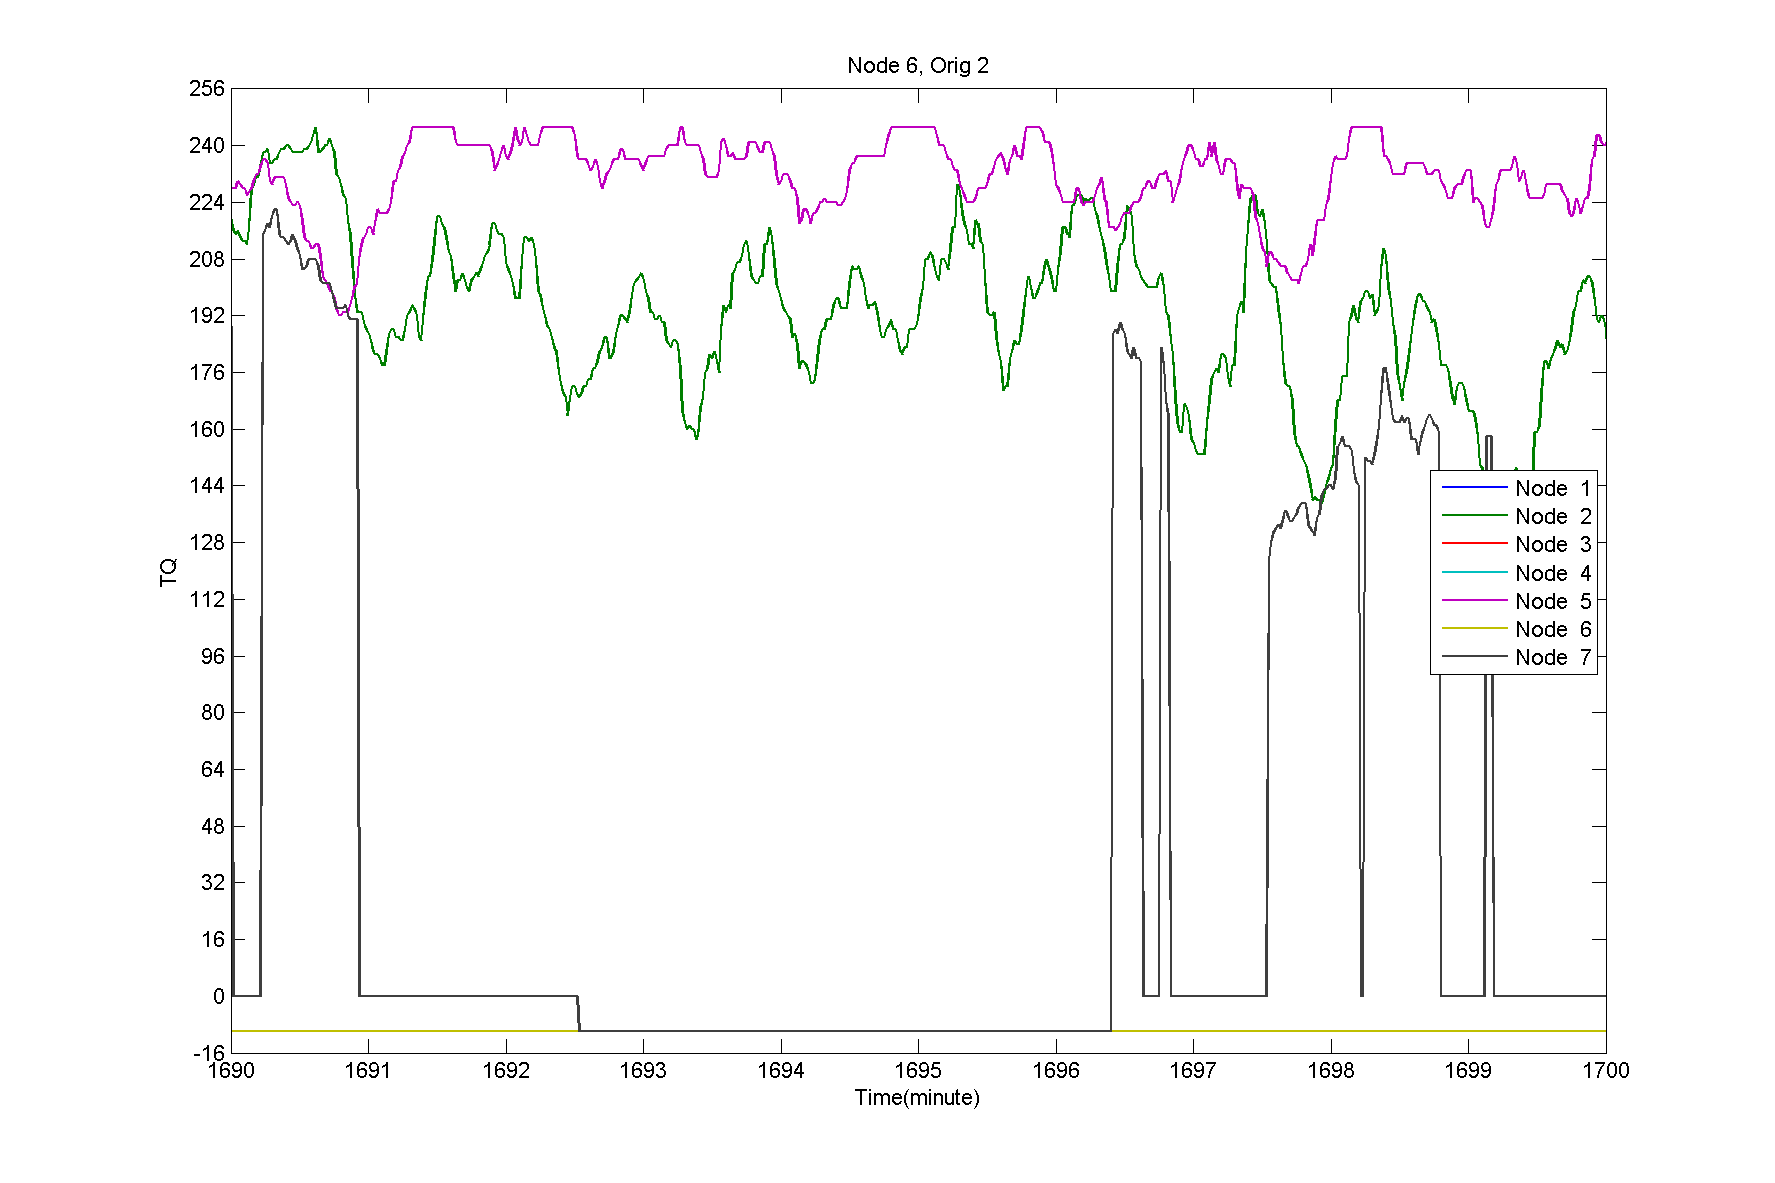 Node 6, Orig 2
256
240
224
208
192
176
160
144
128
112
96
80
64
48
32
16
0
-16
TQ
Node 1
Node 2
Node 3
Node 4
Node 5
Node 6
Node 7
1690 1691 1692 1693 1694 1695 1696 1697 1698 1699 1700
Time(minute)